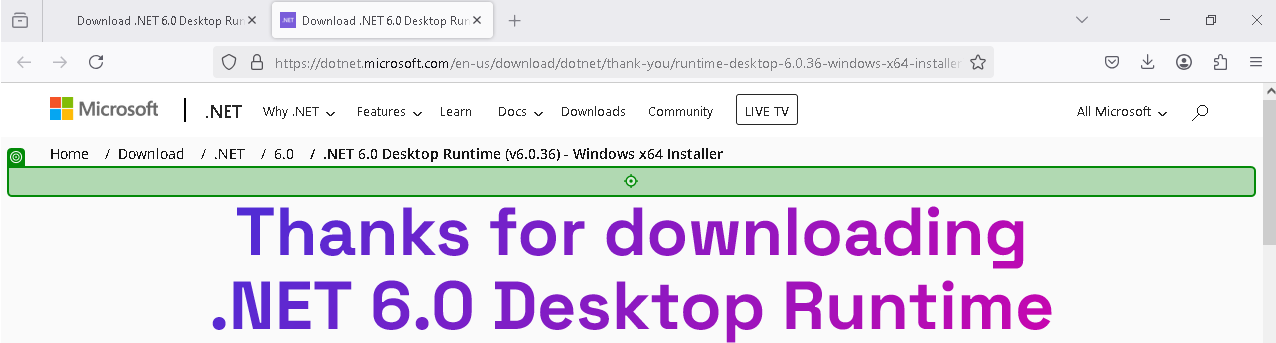 Download .NET 6.0 Desktop Run
Download .NET 6.0 Desktop Run
https://dotnet.microsoft.com/en-us/download/dotnet/thank-you/runtime-desktop-6.0.36-windows-x64-installer
Microsoft .NET Why .NET Features Learn Docs Downloads Community LIVE TV All Microsoft
Home / Download / .NET / 6.0 / .NET 6.0 Desktop Runtime (v6.0.36) - Windows x64 Installer
Thanks for downloading
.NET 6.0 Desktop Runtime